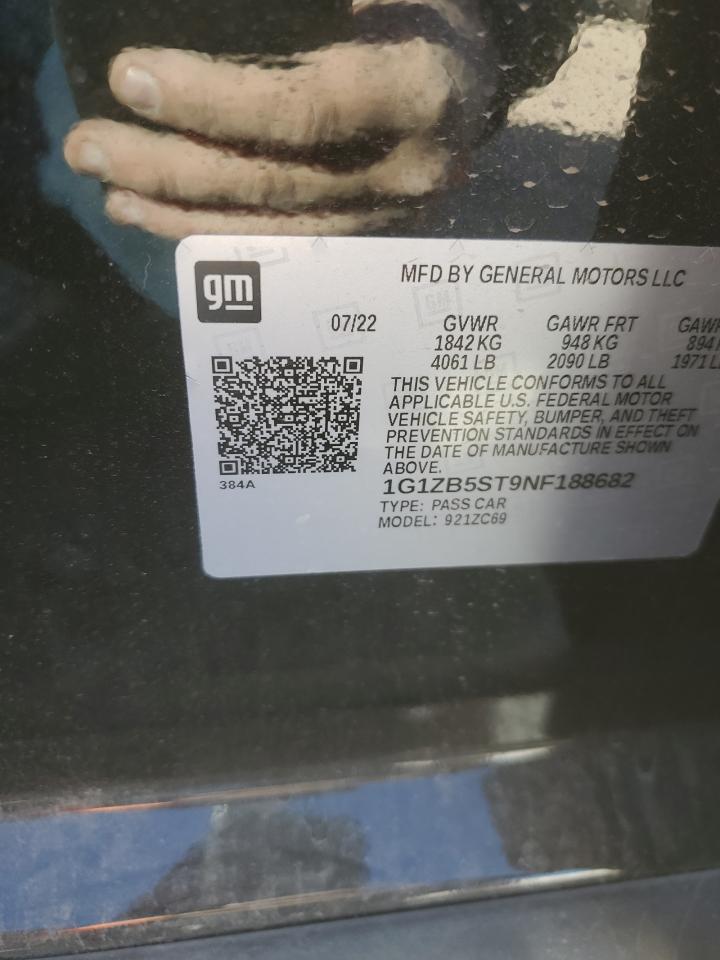 gm
MFD BY GENERAL MOTORS LLC
07/22 GVWR GAWR FRT
1842 KG 948 KG
4061 LB 2090 LB 1971
THIS VEHICLE CONFORMS TO ALL
APPLICABLE U.S. FEDERAL MOTOR
VEHICLE SAFETY, BUMPER, AND THEFT
PREVENTION STANDARDS IN EFFECT ON
THE DATE OF MANUFACTURE SHOWN
ABOVE.
384A
1G1ZB5ST9NF188682
TYPE: PASS CAR
MODEL: 921ZC69